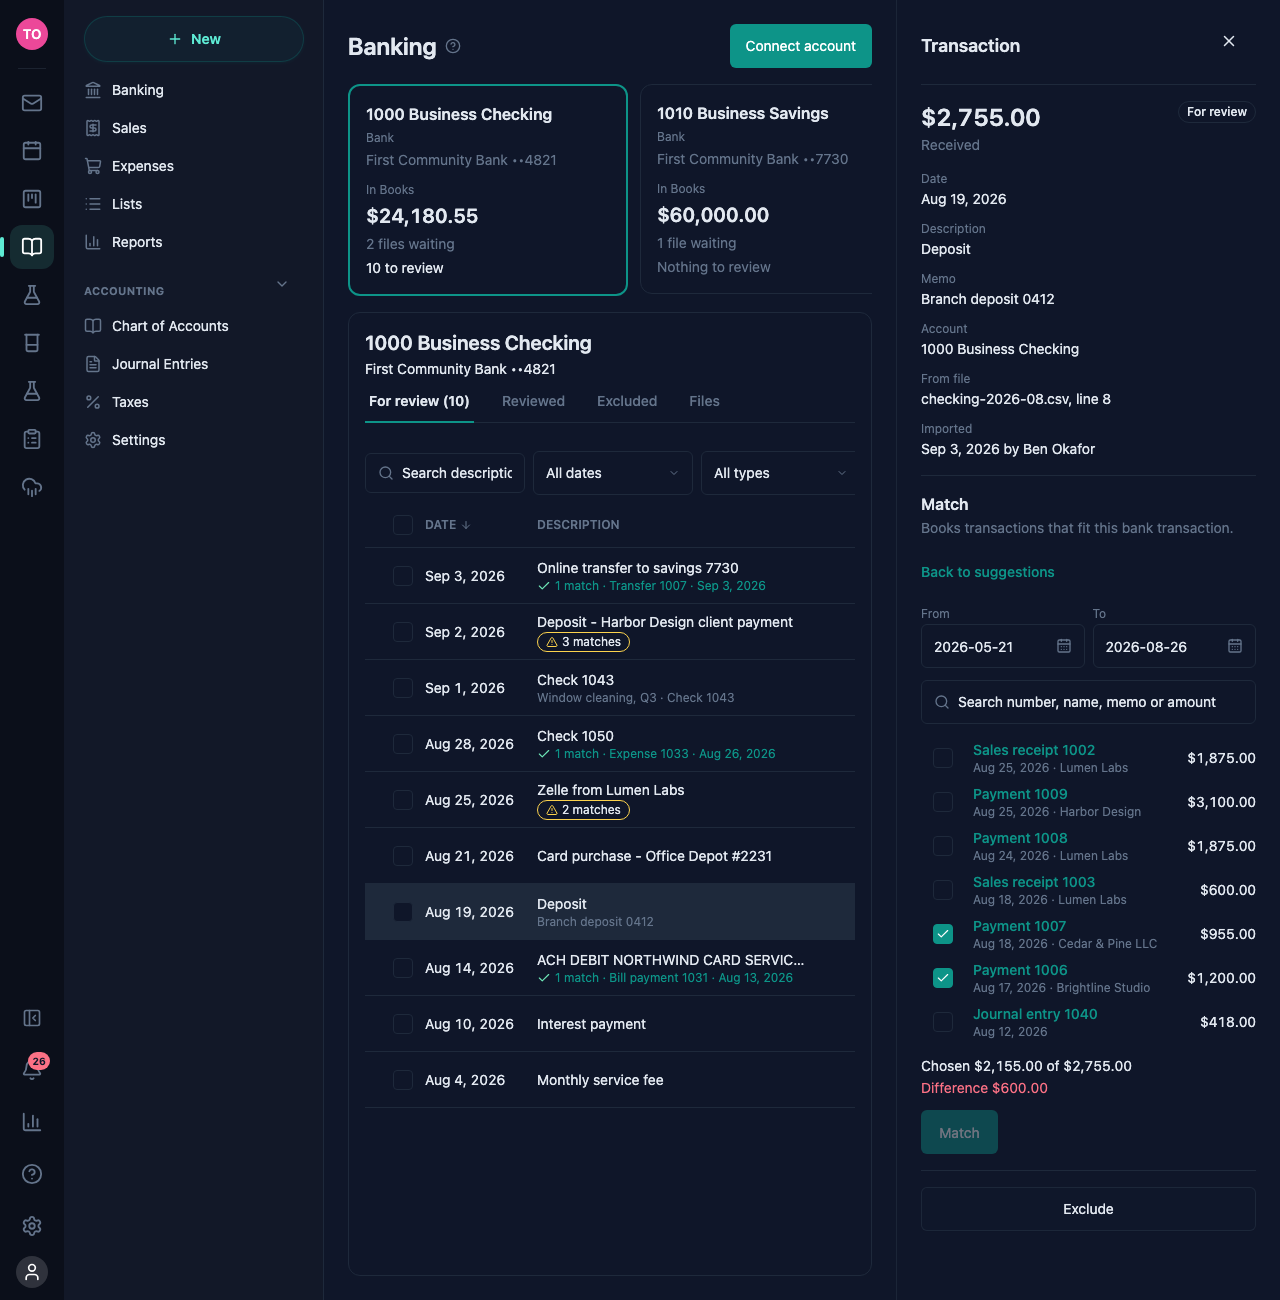 TO
New
Banking
Sales
Expenses
Lists
Reports
ACCOUNTING
Chart of Accounts
Journal Entries
Taxes
Settings
26
Banking
Connect account
1000 Business Checking
Bank
First Community Bank ••4821
In Books
$24,180.55
2 files waiting
10 to review
1010 Business Savings
Bank
First Community Bank ••7730
In Books
$60,000.00
1 file waiting
Nothing to review
1000 Business Checking
First Community Bank ••4821
For review (10)
Reviewed
Excluded
Files
Search descriptic
All dates
All types
DATE
DESCRIPTION
Sep 3, 2026
Online transfer to savings 7730
1 match · Transfer 1007 · Sep 3, 2026
Sep 2, 2026
Deposit - Harbor Design client payment
3 matches
Sep 1, 2026
Check 1043
Window cleaning, Q3 · Check 1043
Aug 28, 2026
Check 1050
1 match · Expense 1033 · Aug 26, 2026
Aug 25, 2026
Zelle from Lumen Labs
2 matches
Aug 21, 2026
Card purchase - Office Depot #2231
Aug 19, 2026
Deposit
Branch deposit 0412
Aug 14, 2026
ACH DEBIT NORTHWIND CARD SERVIC...
1 match · Bill payment 1031 · Aug 13, 2026
Aug 10, 2026
Interest payment
Aug 4, 2026
Monthly service fee
Transaction
$2,755.00
For review
Received
Date
Aug 19, 2026
Description
Deposit
Memo
Branch deposit 0412
Account
1000 Business Checking
From file
checking-2026-08.csv, line 8
Imported
Sep 3, 2026 by Ben Okafor
Match
Books transactions that fit this bank transaction.
Back to suggestions
From
To
2026-05-21
2026-08-26
Search number, name, memo or amount
Sales receipt 1002
Aug 25, 2026 · Lumen Labs
$1,875.00
Payment 1009
Aug 25, 2026 · Harbor Design
$3,100.00
Payment 1008
Aug 24, 2026 · Lumen Labs
$1,875.00
Sales receipt 1003
Aug 18, 2026 · Lumen Labs
$600.00
Payment 1007
Aug 18, 2026 · Cedar & Pine LLC
$955.00
Payment 1006
Aug 17, 2026 · Brightline Studio
$1,200.00
Journal entry 1040
Aug 12, 2026
$418.00
Chosen $2,155.00 of $2,755.00
Difference $600.00
Match
Exclude